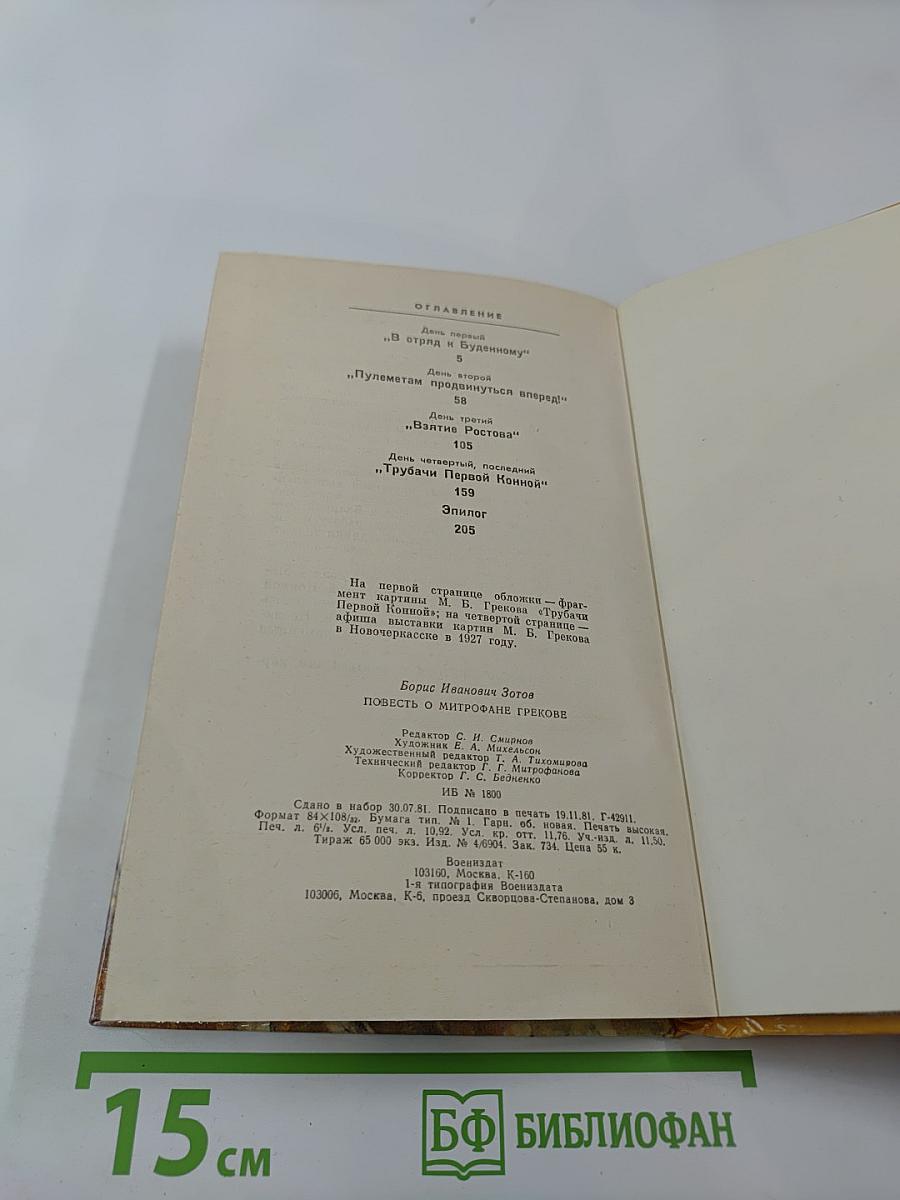 ОГЛАВЛЕНИЕ
День первый
„В отряд к Буденному“
5
День второй
„Пулеметам продвинуться вперед!“
58
День третий
„Взятие Ростова“
105
День четвертый, последний
„Трубачи Первой Конной“
159
Эпилог
205
На первой странице обложки — фраг-
мент картины М. Б. Грекова «Трубачи
Первой Конной»; на четвертой странице —
афиша выставки картин М. Б. Грекова
в Новочеркасске в 1927 году.
Борис Иванович Зотов
ПОВЕСТЬ О МИТРОФАНЕ ГРЕКОВЕ
Редактор С. И. Смирнов
Художник Е. А. Михельсон
Художественный редактор Т. А. Тихомирова
Технический редактор Г. Г. Митрофанова
Корректор Г. С. Бедненко
ИБ № 1800
Сдано в набор 30.07.81. Подписано в печать 19.11.81. Г-42911.
Формат 84×108/32. Бумага тип. № 1. Гарн. об. новая. Печать высокая.
Печ. л. 6¹/₂. Усл. печ. л. 10,92. Усл. кр. отт. 11,76. Уч.-изд. л. 11,50.
Тираж 65 000 экз. Изд. № 4/6904. Зак. 734. Цена 55 к.
Воениздат
103160, Москва, К-160
1-я типография Воениздата
103006, Москва, К-6, проезд Скворцова-Степанова, дом 3
15 см
БФ БИБЛИОФАН